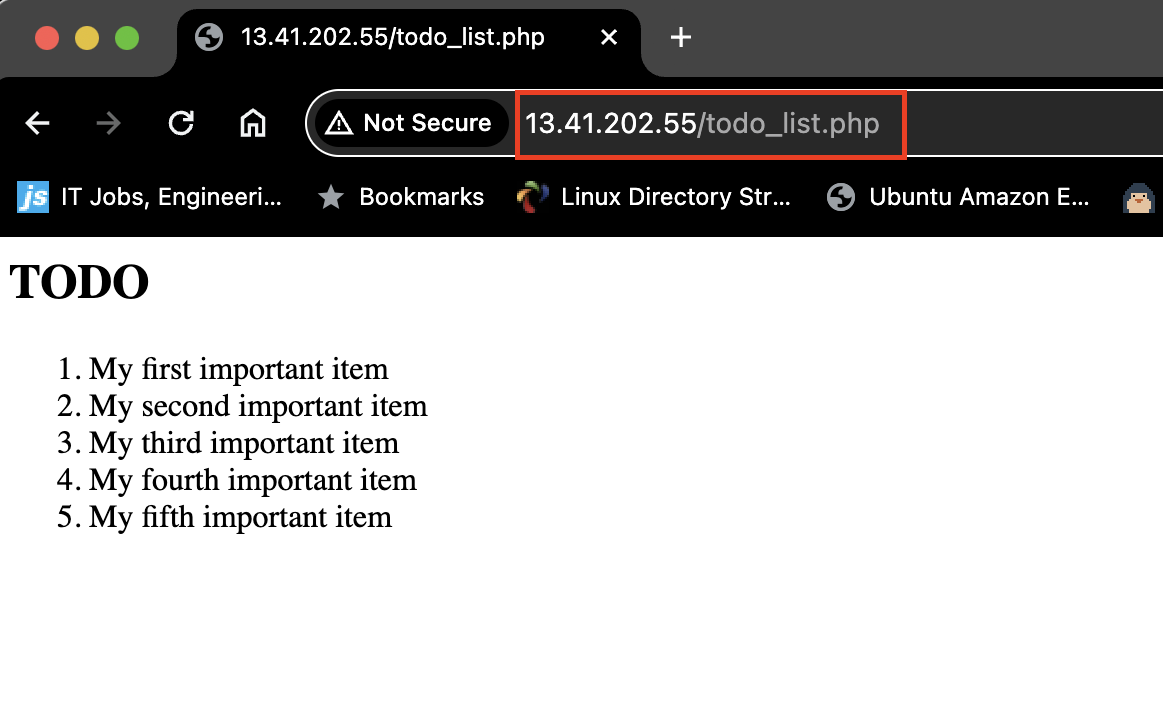 13.41.202.55/todo_list.php
Not Secure 13.41.202.55/todo_list.php
js IT Jobs, Engineeri... Bookmarks Linux Directory Str... Ubuntu Amazon E...
TODO
1. My first important item
2. My second important item
3. My third important item
4. My fourth important item
5. My fifth important item